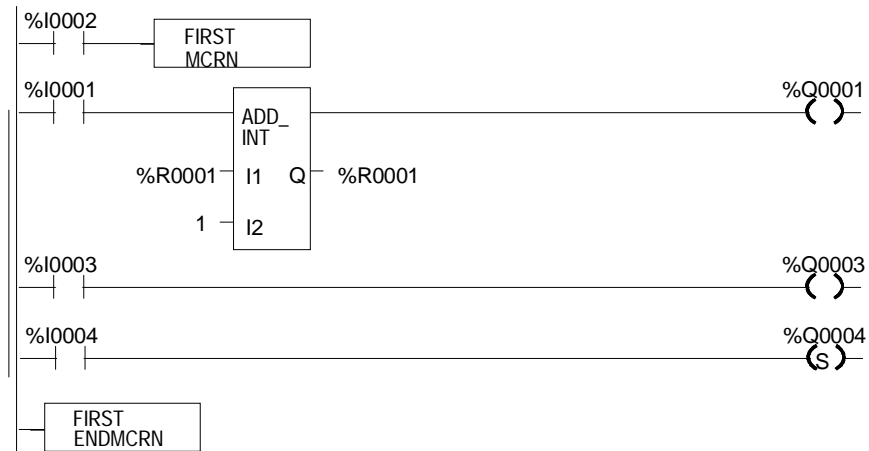 %I0002
FIRST
MCRN
%I0001
%Q0001
ADD_
INT
%R0001 I1 Q %R0001
1 I2
%I0003
%Q0003
%I0004
%Q0004
S
FIRST
ENDMCRN